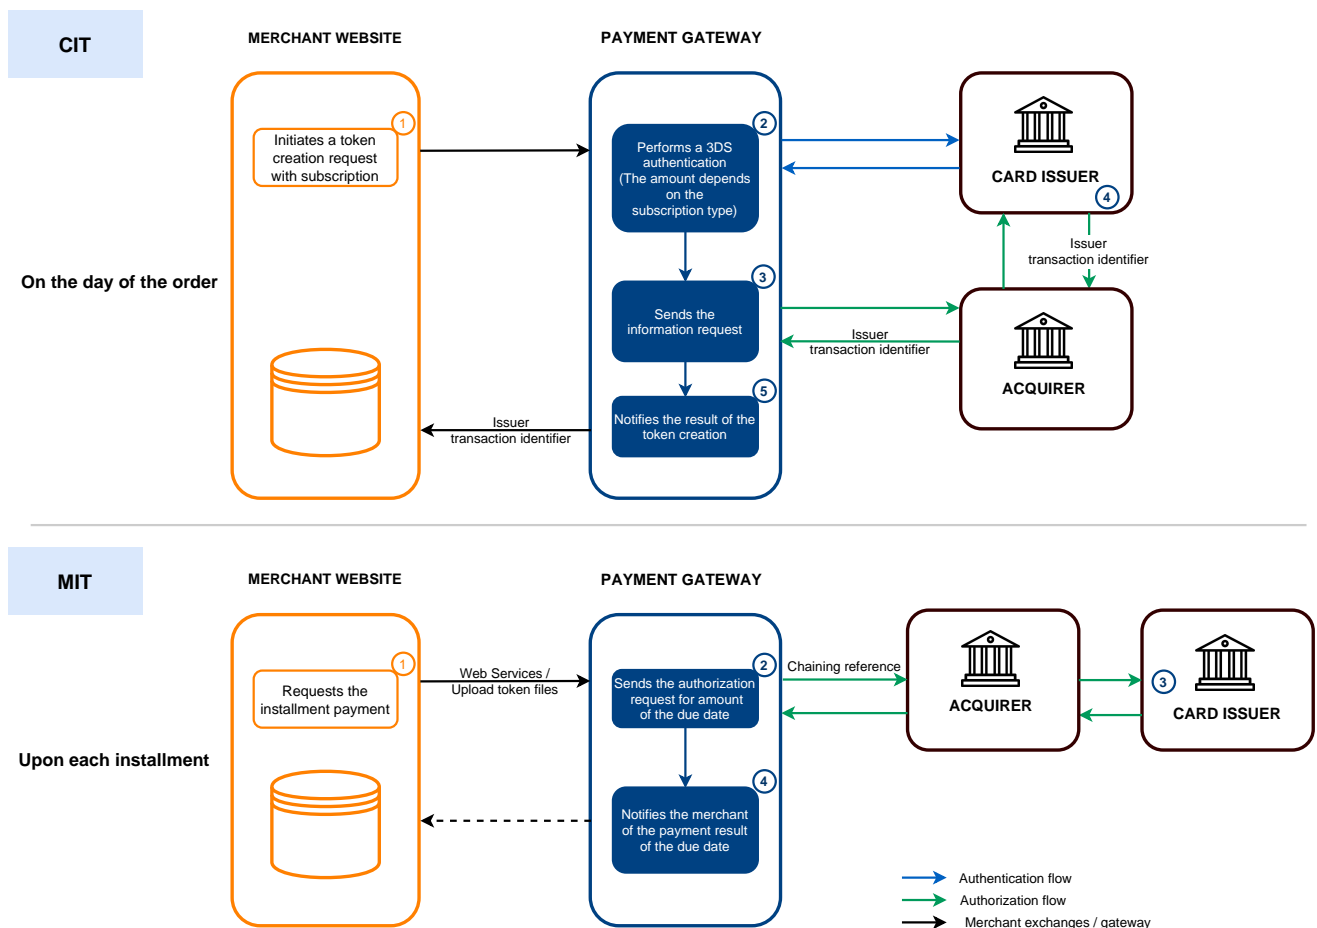 CIT
MERCHANT WEBSITE
PAYMENT GATEWAY
1
Initiates a token
creation request
with subscription
2
Performs a 3DS
authentication
(The amount depends
on the
subscription type)
CARD ISSUER
4
Issuer
transaction identifier
On the day of the order
3
Sends the
information request
Issuer
transaction identifier
ACQUIRER
5
Notifies the result of the
token creation
Issuer
transaction identifier
MIT
MERCHANT WEBSITE
PAYMENT GATEWAY
1
Requests the
installment payment
Web Services /
Upload token files
2
Sends the authorization
request for amount
of the due date
Chaining reference
ACQUIRER
3
CARD ISSUER
Upon each installment
4
Notifies the merchant
of the payment result
of the due date
Authentication flow
Authorization flow
Merchant exchanges / gateway